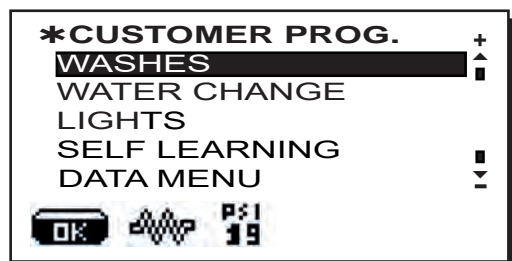 *CUSTOMER PROG.
WASHES
WATER CHANGE
LIGHTS
SELF LEARNING
DATA MENU
+
-
OK
PSI
19